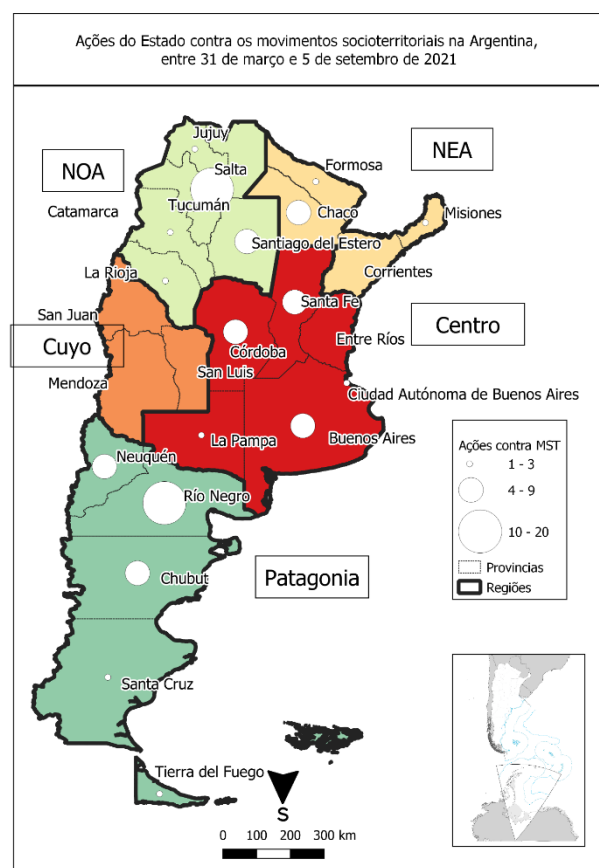 Ações do Estado contra os movimentos socioterritoriais na Argentina,
entre 31 de março e 5 de setembro de 2021
Jujuy
NOA
NEA
Salta
Formosa
Tucumán
Catamarca
Chaco
Misiones
Santiago del Estero
Corrientes
La Rioja
San Juan
Santa Fe
Centro
Cuyo
Córdoba
Entre Ríos
Mendoza
San Luis
Ciudad Autónoma de Buenos Aires
La Pampa
Buenos Aires
Ações contra MST
1 - 3
4 - 9
10 - 20
Provincias
Regiões
Neuquén
Río Negro
Chubut
Patagonia
Santa Cruz
Tierra del Fuego
S
0 100 200 300 km